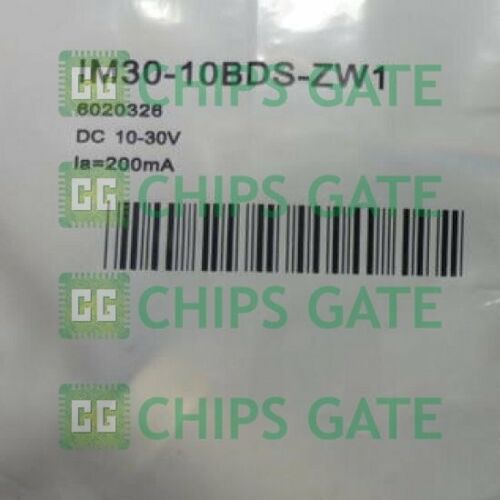 IM30-10BDS-ZW1
6020326
DC 10-30V
Ia=200mA
CG CHIPS GATE
CG CHIPS GATE
CG CHIPS GATE
CG CHIPS GATE